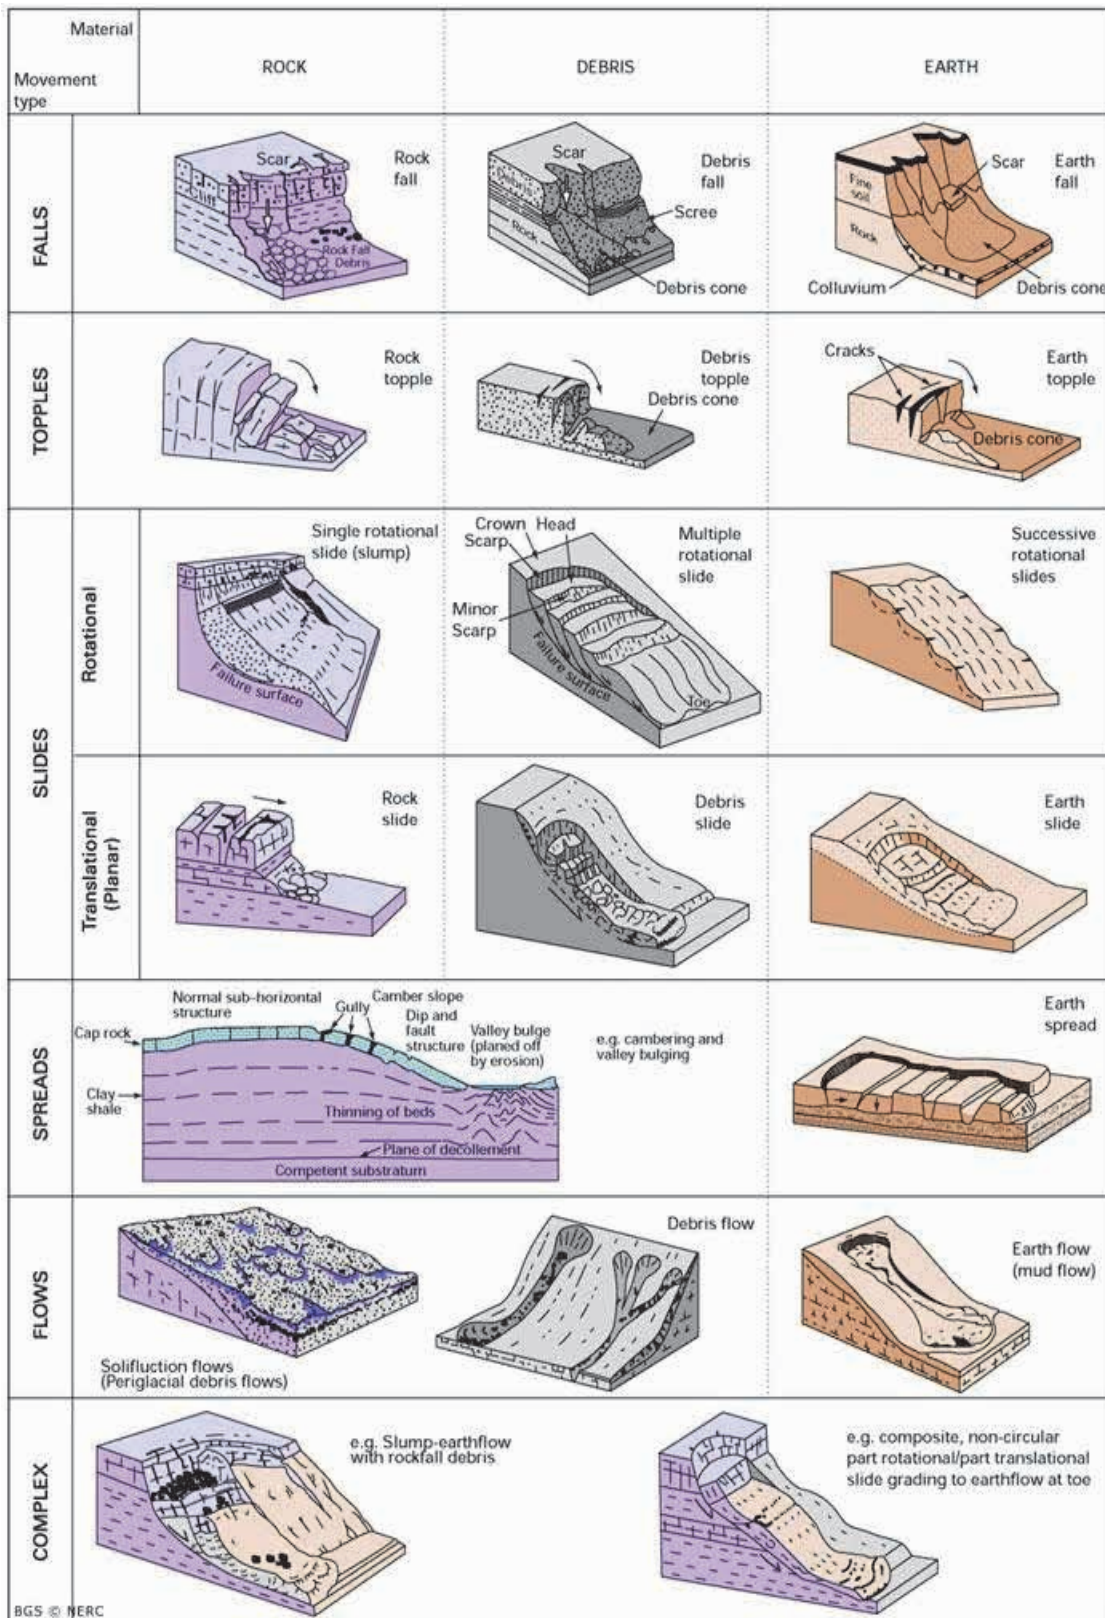 Material
Movement
type
ROCK
DEBRIS
EARTH
FALLS
Scar
Cliff
Rock Fall
Debris
Rock
fall
Scar
Debris
Rock
Debris
fall
Scree
Debris cone
Fine
soil
Rock
Scar
Earth
fall
Colluvium
Debris cone
TOPPLES
Rock
topple
Debris
topple
Debris cone
Cracks
Earth
topple
Debris cone
SLIDES
Rotational
Single rotational
slide (slump)
Failure surface
Crown
Head
Scarp
Minor
Scarp
Failure surface
Toe
Multiple
rotational
slide
Successive
rotational
slides
Translational
(Planar)
Rock
slide
Debris
slide
Earth
slide
SPREADS
Normal sub-horizontal
structure
Cap rock
Gully
Camber slope
Dip and
fault
structure
Valley bulge
(planed off
by erosion)
Clay
shale
Thinning of beds
Plane of decollement
Competent substratum
e.g. cambering and
valley bulging
Earth
spread
FLOWS
Solifluction flows
(Periglacial debris flows)
Debris flow
Earth flow
(mud flow)
COMPLEX
e.g. Slump-earthflow
with rockfall debris
e.g. composite, non-circular
part rotational/part translational
slide grading to earthflow at toe
BGS © NERC